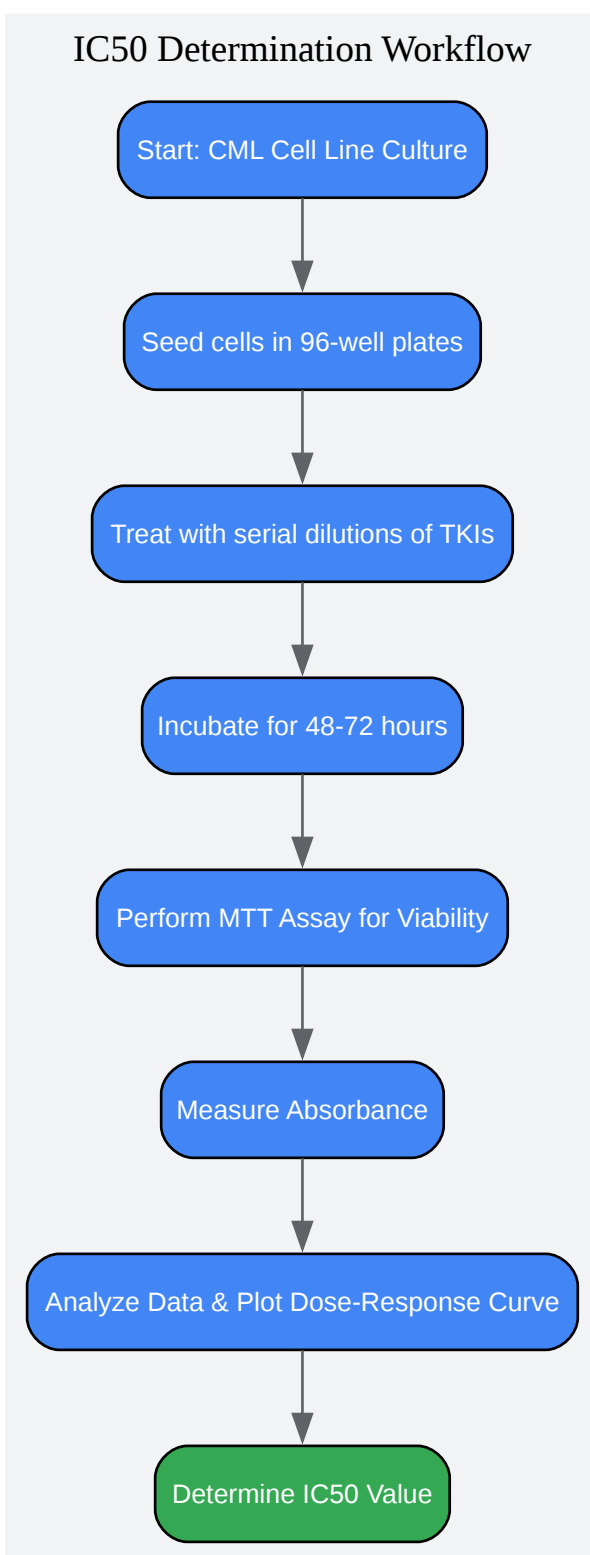 IC50 Determination Workflow
Start: CML Cell Line Culture
Seed cells in 96-well plates
Treat with serial dilutions of TKIs
Incubate for 48-72 hours
Perform MTT Assay for Viability
Measure Absorbance
Analyze Data & Plot Dose-Response Curve
Determine IC50 Value